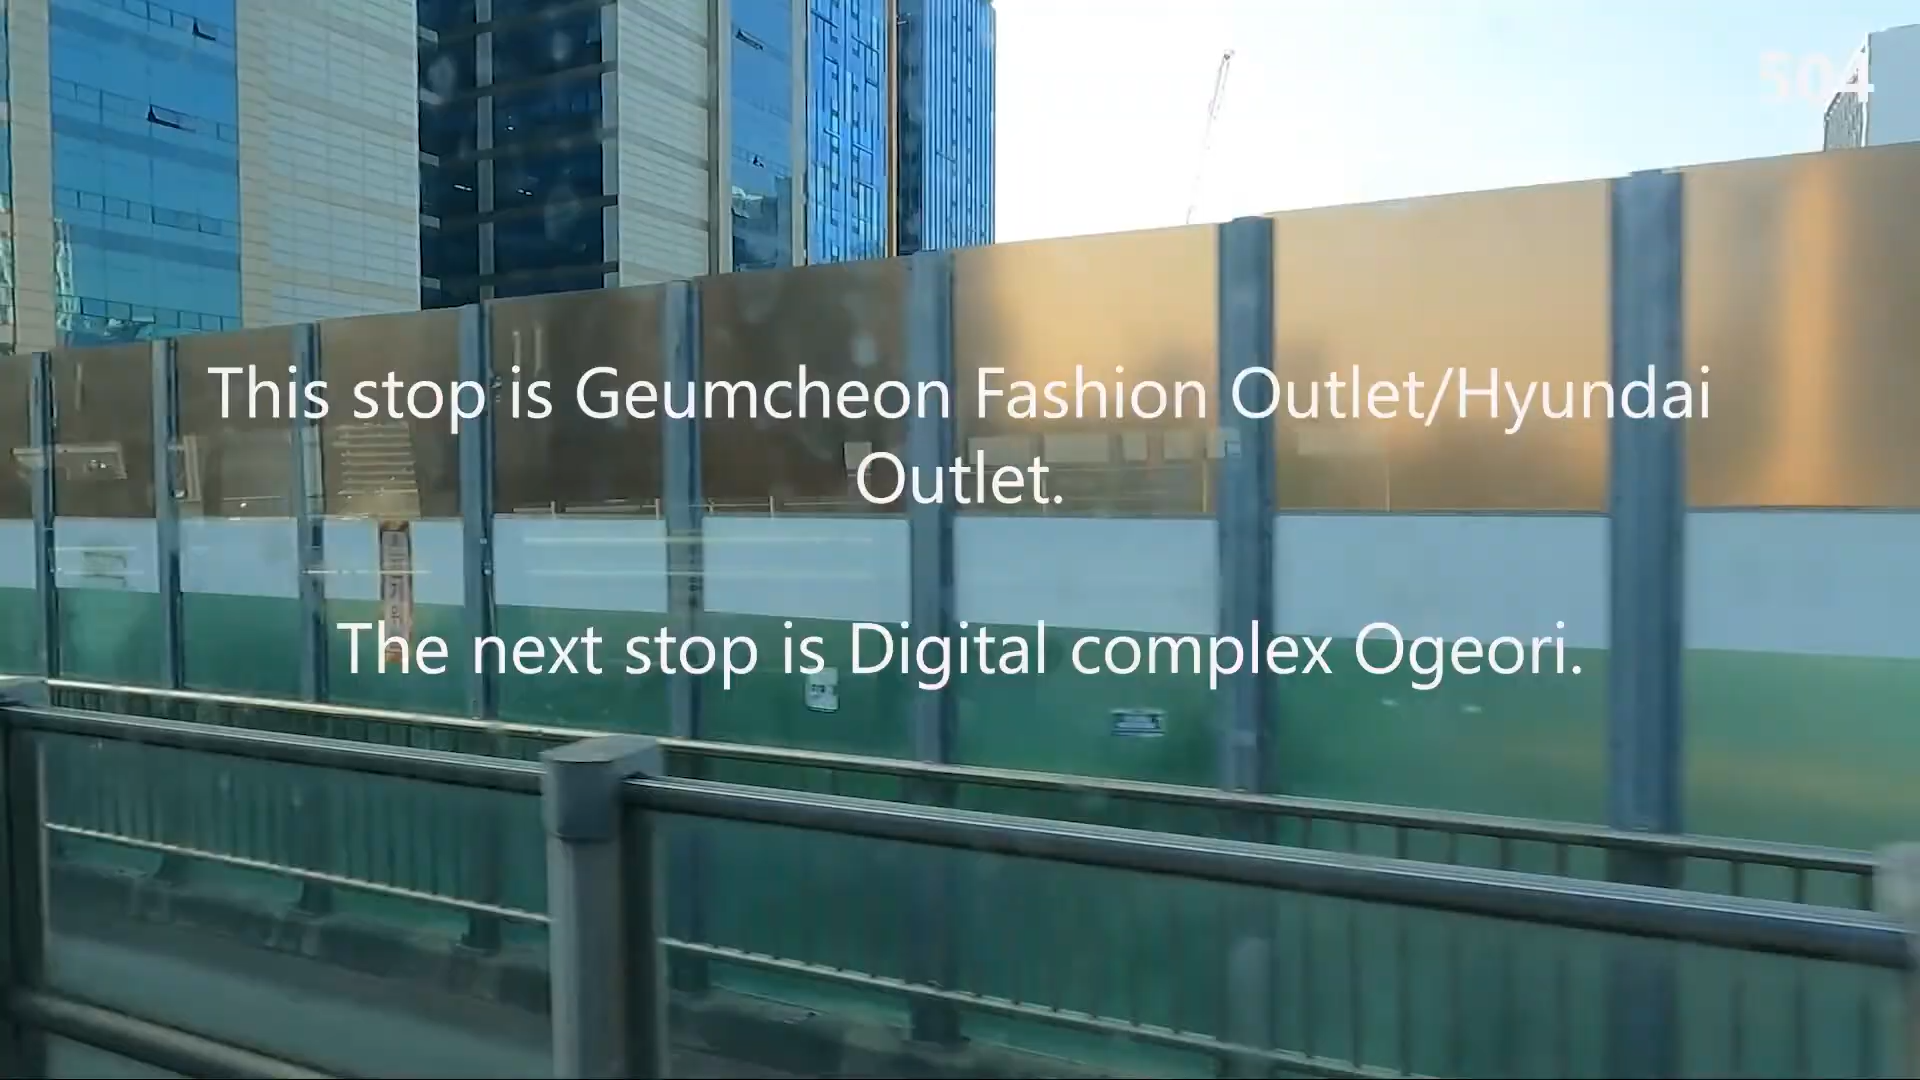 504
This stop is Geumcheon Fashion Outlet/Hyundai
Outlet.
The next stop is Digital complex Ogeori.